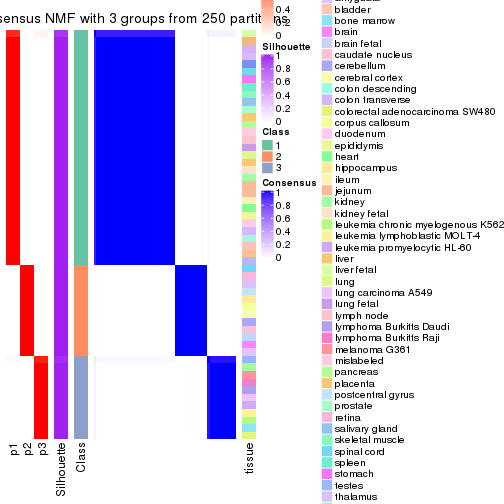 sensus NMF with 3 groups from 250 partitions
0.4
0.2
0
Silhouette
1
0.8
0.6
0.4
0.2
0
Class
1
2
3
Consensus
1
0.8
0.6
0.4
0.2
0
bladder
bone marrow
brain
brain fetal
caudate nucleus
cerebellum
cerebral cortex
colon descending
colon transverse
colorectal adenocarcinoma SW480
corpus callosum
duodenum
epididymis
heart
hippocampus
ileum
jejunum
kidney
kidney fetal
leukemia chronic myelogenous K562
leukemia lymphoblastic MOLT-4
leukemia promyelocytic HL-60
liver
liver fetal
lung
lung carcinoma A549
lung fetal
lymph node
lymphoma Burkitts Daudi
lymphoma Burkitts Raji
melanoma G361
mislabeled
pancreas
placenta
postcentral gyrus
prostate
retina
salivary gland
skeletal muscle
spinal cord
spleen
stomach
testes
thalamus
p1
p2
p3
Silhouette
Class
tissue